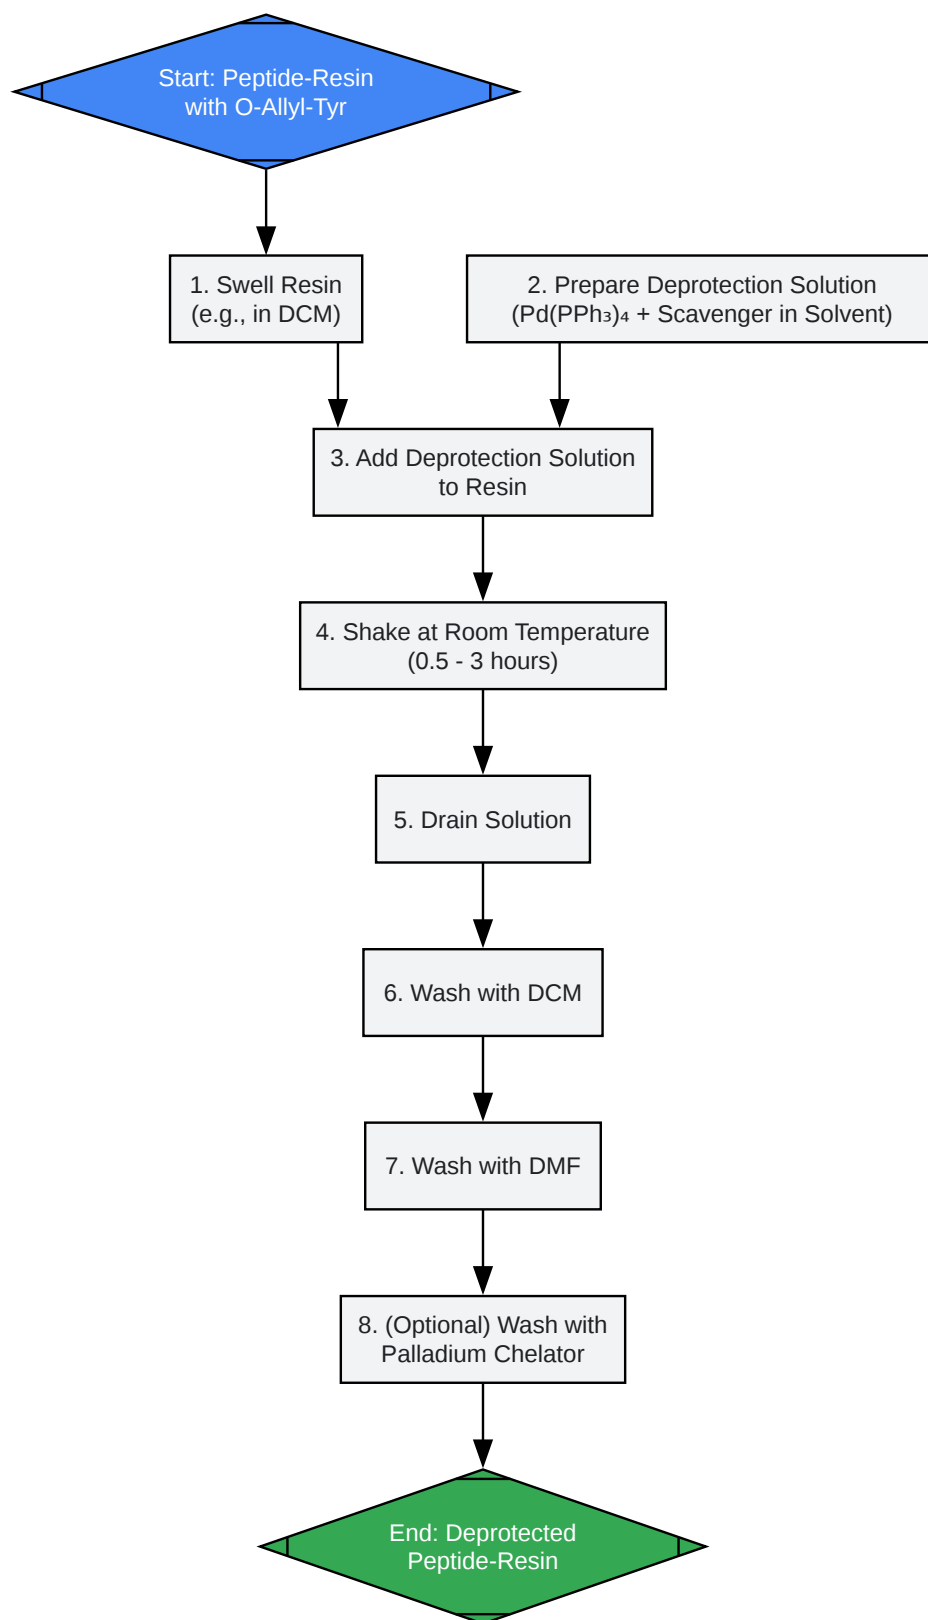 Start: Peptide-Resin
with O-Allyl-Tyr
1. Swell Resin
(e.g., in DCM)
2. Prepare Deprotection Solution
(Pd(PPh₃)₄ + Scavenger in Solvent)
3. Add Deprotection Solution
to Resin
4. Shake at Room Temperature
(0.5 - 3 hours)
5. Drain Solution
6. Wash with DCM
7. Wash with DMF
8. (Optional) Wash with
Palladium Chelator
End: Deprotected
Peptide-Resin